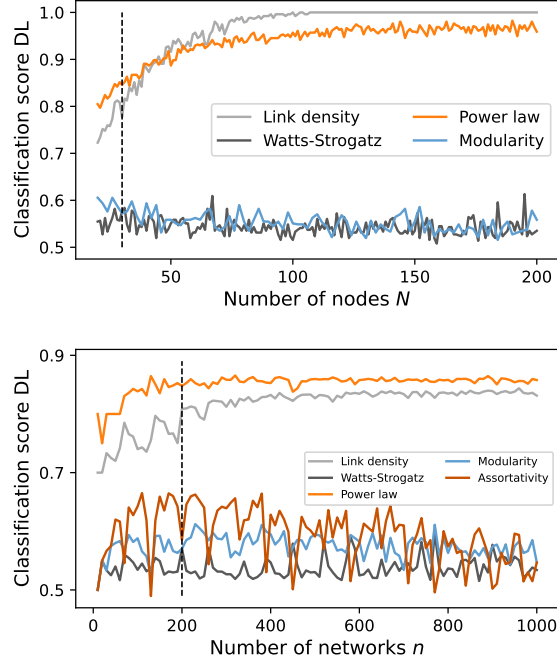 Classification score DL
1.0
0.9
0.8
0.7
0.6
0.5
Link density
Watts-Strogatz
Power law
Modularity
50
100
150
200
Number of nodes N
Classification score DL
0.9
0.7
0.5
Link density
Watts-Strogatz
Power law
Modularity
Assortativity
0
200
400
600
800
1000
Number of networks n